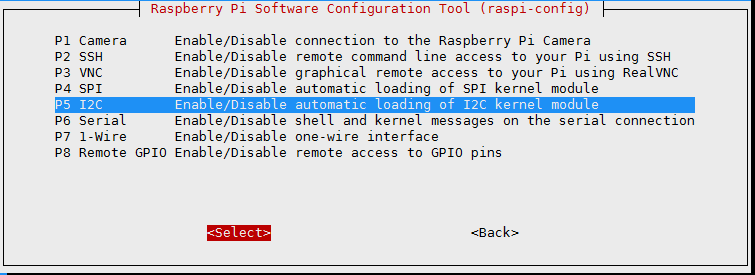 Raspberry Pi Software Configuration Tool (raspi-config)
P1 Camera Enable/Disable connection to the Raspberry Pi Camera
P2 SSH Enable/Disable remote command line access to your Pi using SSH
P3 VNC Enable/Disable graphical remote access to your Pi using RealVNC
P4 SPI Enable/Disable automatic loading of SPI kernel module
P5 I2C Enable/Disable automatic loading of I2C kernel module
P6 Serial Enable/Disable shell and kernel messages on the serial connection
P7 1-Wire Enable/Disable one-wire interface
P8 Remote GPIO Enable/Disable remote access to GPIO pins
<Select> <Back>